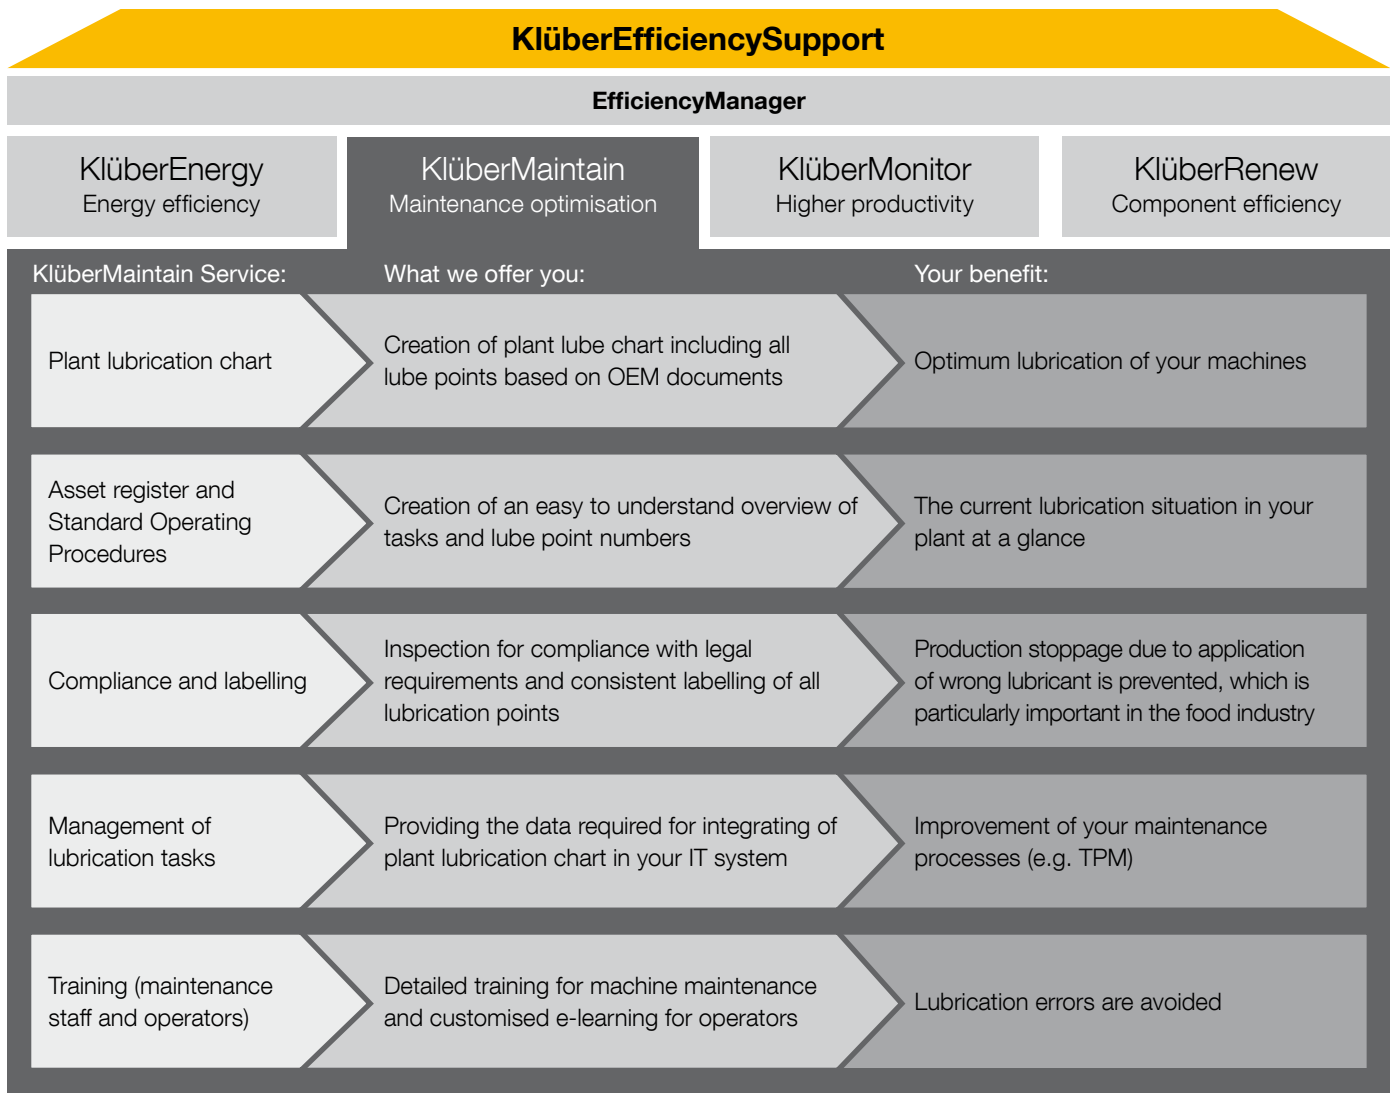 KlüberEfficiencySupport
EfficiencyManager
KlüberEnergy
Energy efficiency
KlüberMaintain
Maintenance optimisation
KlüberMonitor
Higher productivity
KlüberRenew
Component efficiency
KlüberMaintain Service:
What we offer you:
Your benefit:
Plant lubrication chart
Creation of plant lube chart including all
lube points based on OEM documents
Optimum lubrication of your machines
Asset register and
Standard Operating
Procedures
Creation of an easy to understand overview of
tasks and lube point numbers
The current lubrication situation in your
plant at a glance
Compliance and labelling
Inspection for compliance with legal
requirements and consistent labelling of all
lubrication points
Production stoppage due to application
of wrong lubricant is prevented, which is
particularly important in the food industry
Management of
lubrication tasks
Providing the data required for integrating of
plant lubrication chart in your IT system
Improvement of your maintenance
processes (e.g. TPM)
Training (maintenance
staff and operators)
Detailed training for machine maintenance
and customised e-learning for operators
Lubrication errors are avoided